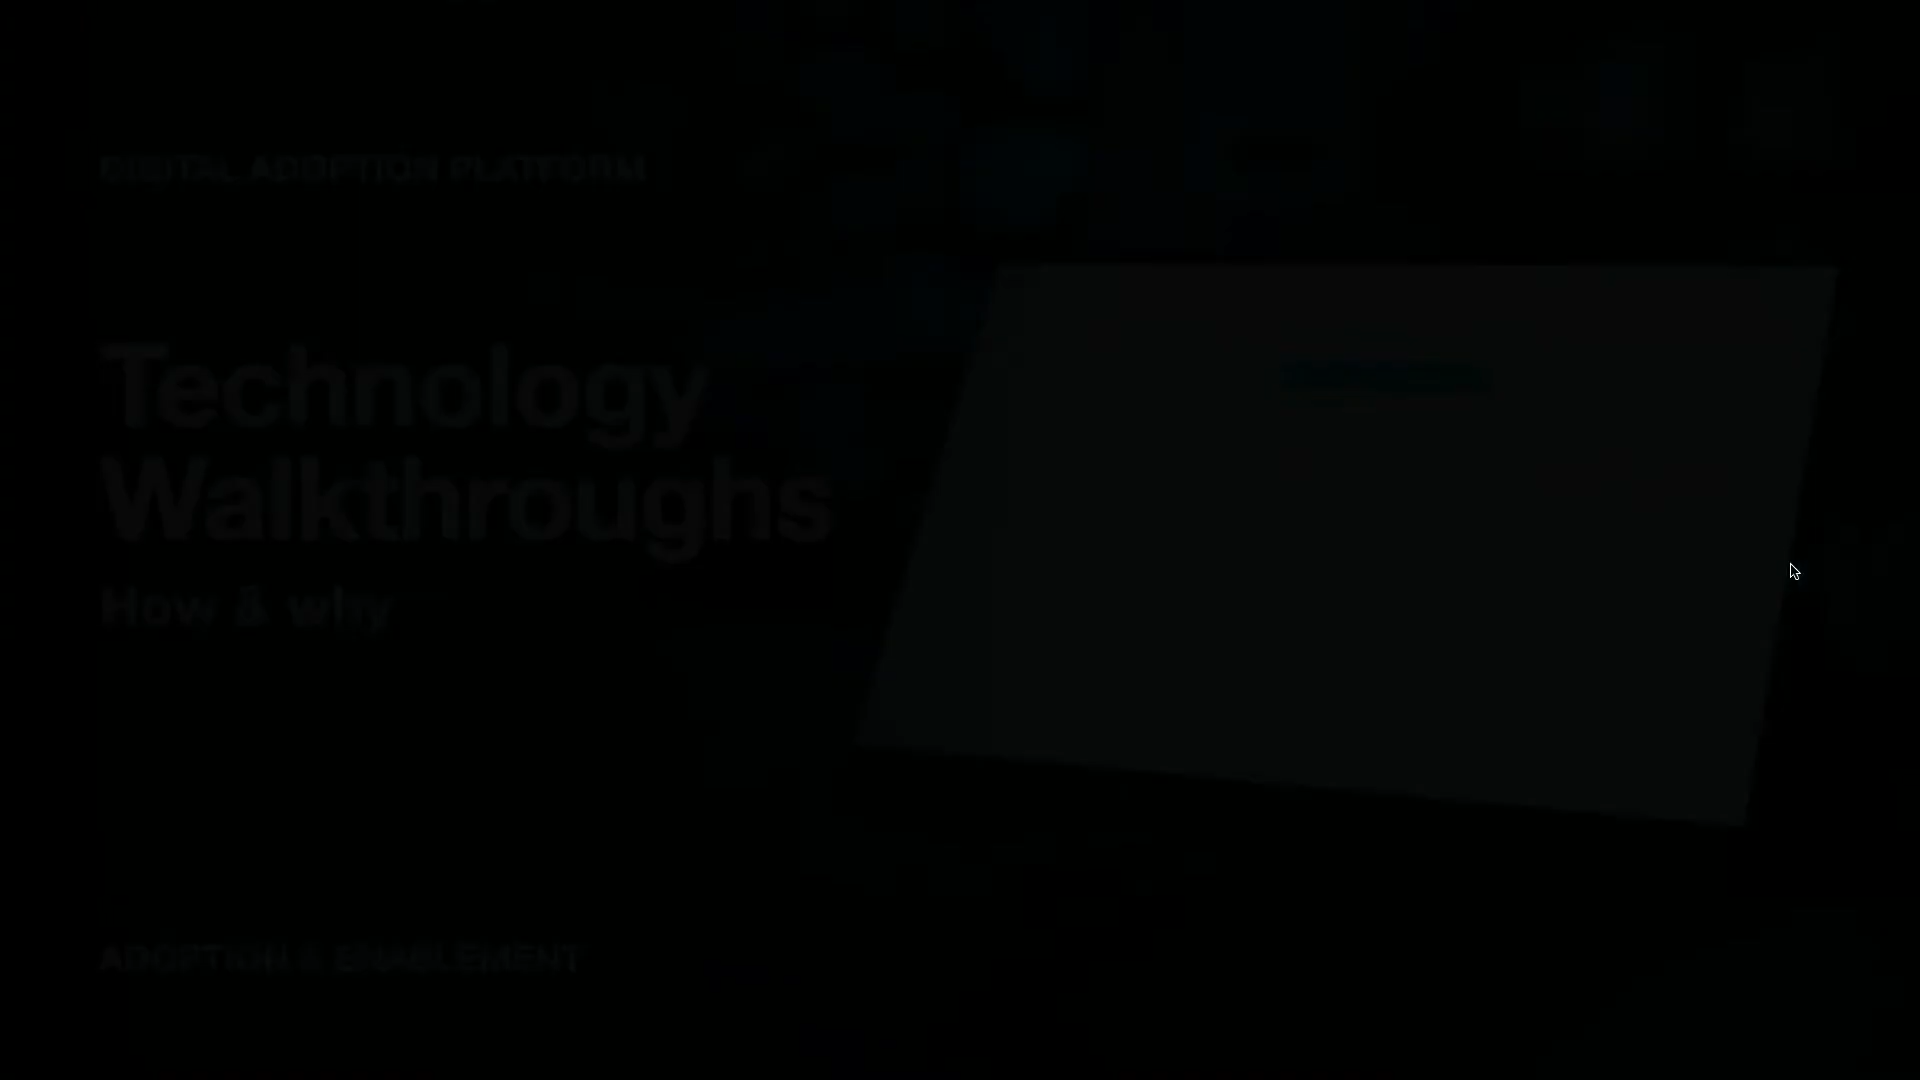 DIGITAL ADOPTION PLATFORM
Technology
Walkthroughs
How & why
ADOPTION & ENABLEMENT